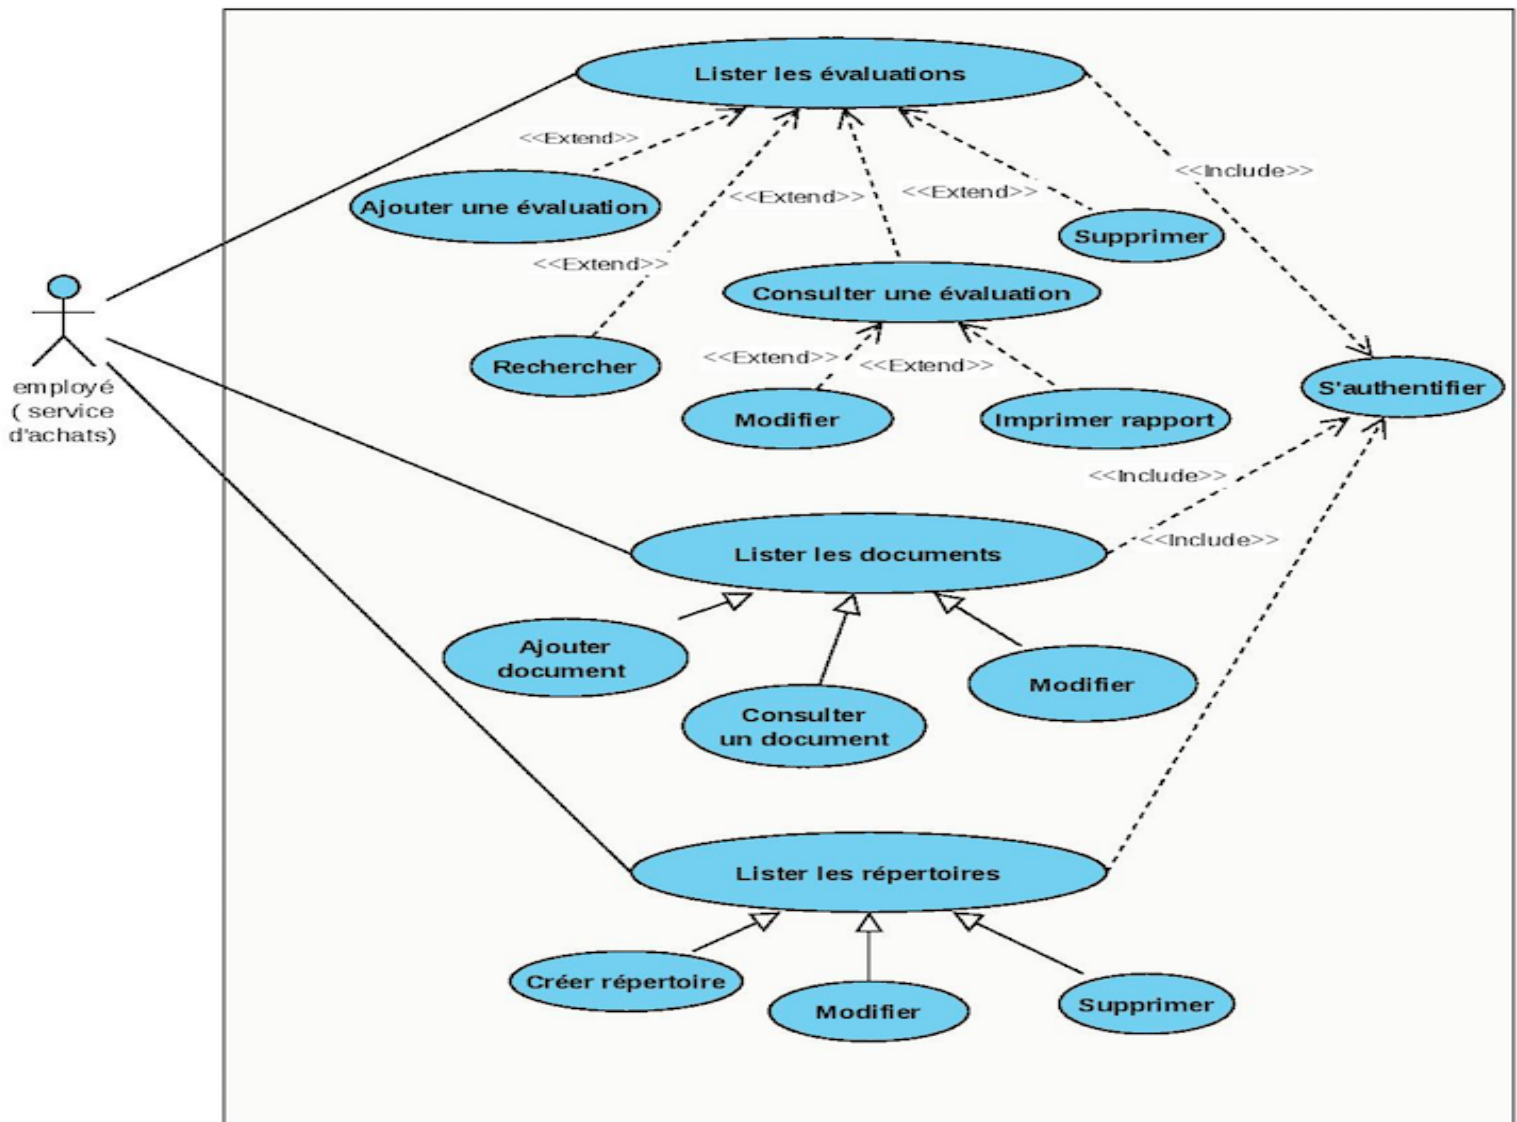 Lister les évaluations
<<Extend>>
<<Include>>
<<Extend>>
<<Extend>>
Ajouter une évaluation
Supprimer
<<Extend>>
Consulter une évaluation
<<Extend>>
<<Extend>>
Rechercher
employé
( service
d'achats)
S'authentifier
Modifier
Imprimer rapport
<<Include>>
<<Include>>
Lister les documents
Ajouter
document
Modifier
Consulter
un document
Lister les répertoires
Créer répertoire
Modifier
Supprimer